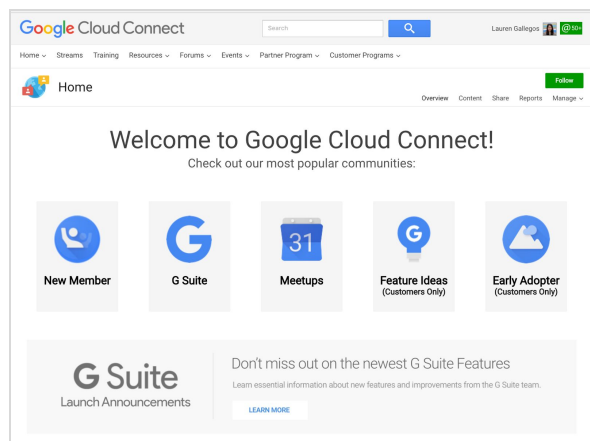 Google Cloud Connect
Search
Lauren Gallegos
@ 50+
Home Streams Training Resources Forums Events Partner Program Customer Programs
Home
Follow
Overview Content Share Reports Manage
Welcome to Google Cloud Connect!
Check out our most popular communities:
G
31
G
New Member
G Suite
Meetups
Feature Ideas
(Customers Only)
Early Adopter
(Customers Only)
G Suite
Launch Announcements
Don't miss out on the newest G Suite Features
Learn essential information about new features and improvements from the G Suite team.
LEARN MORE